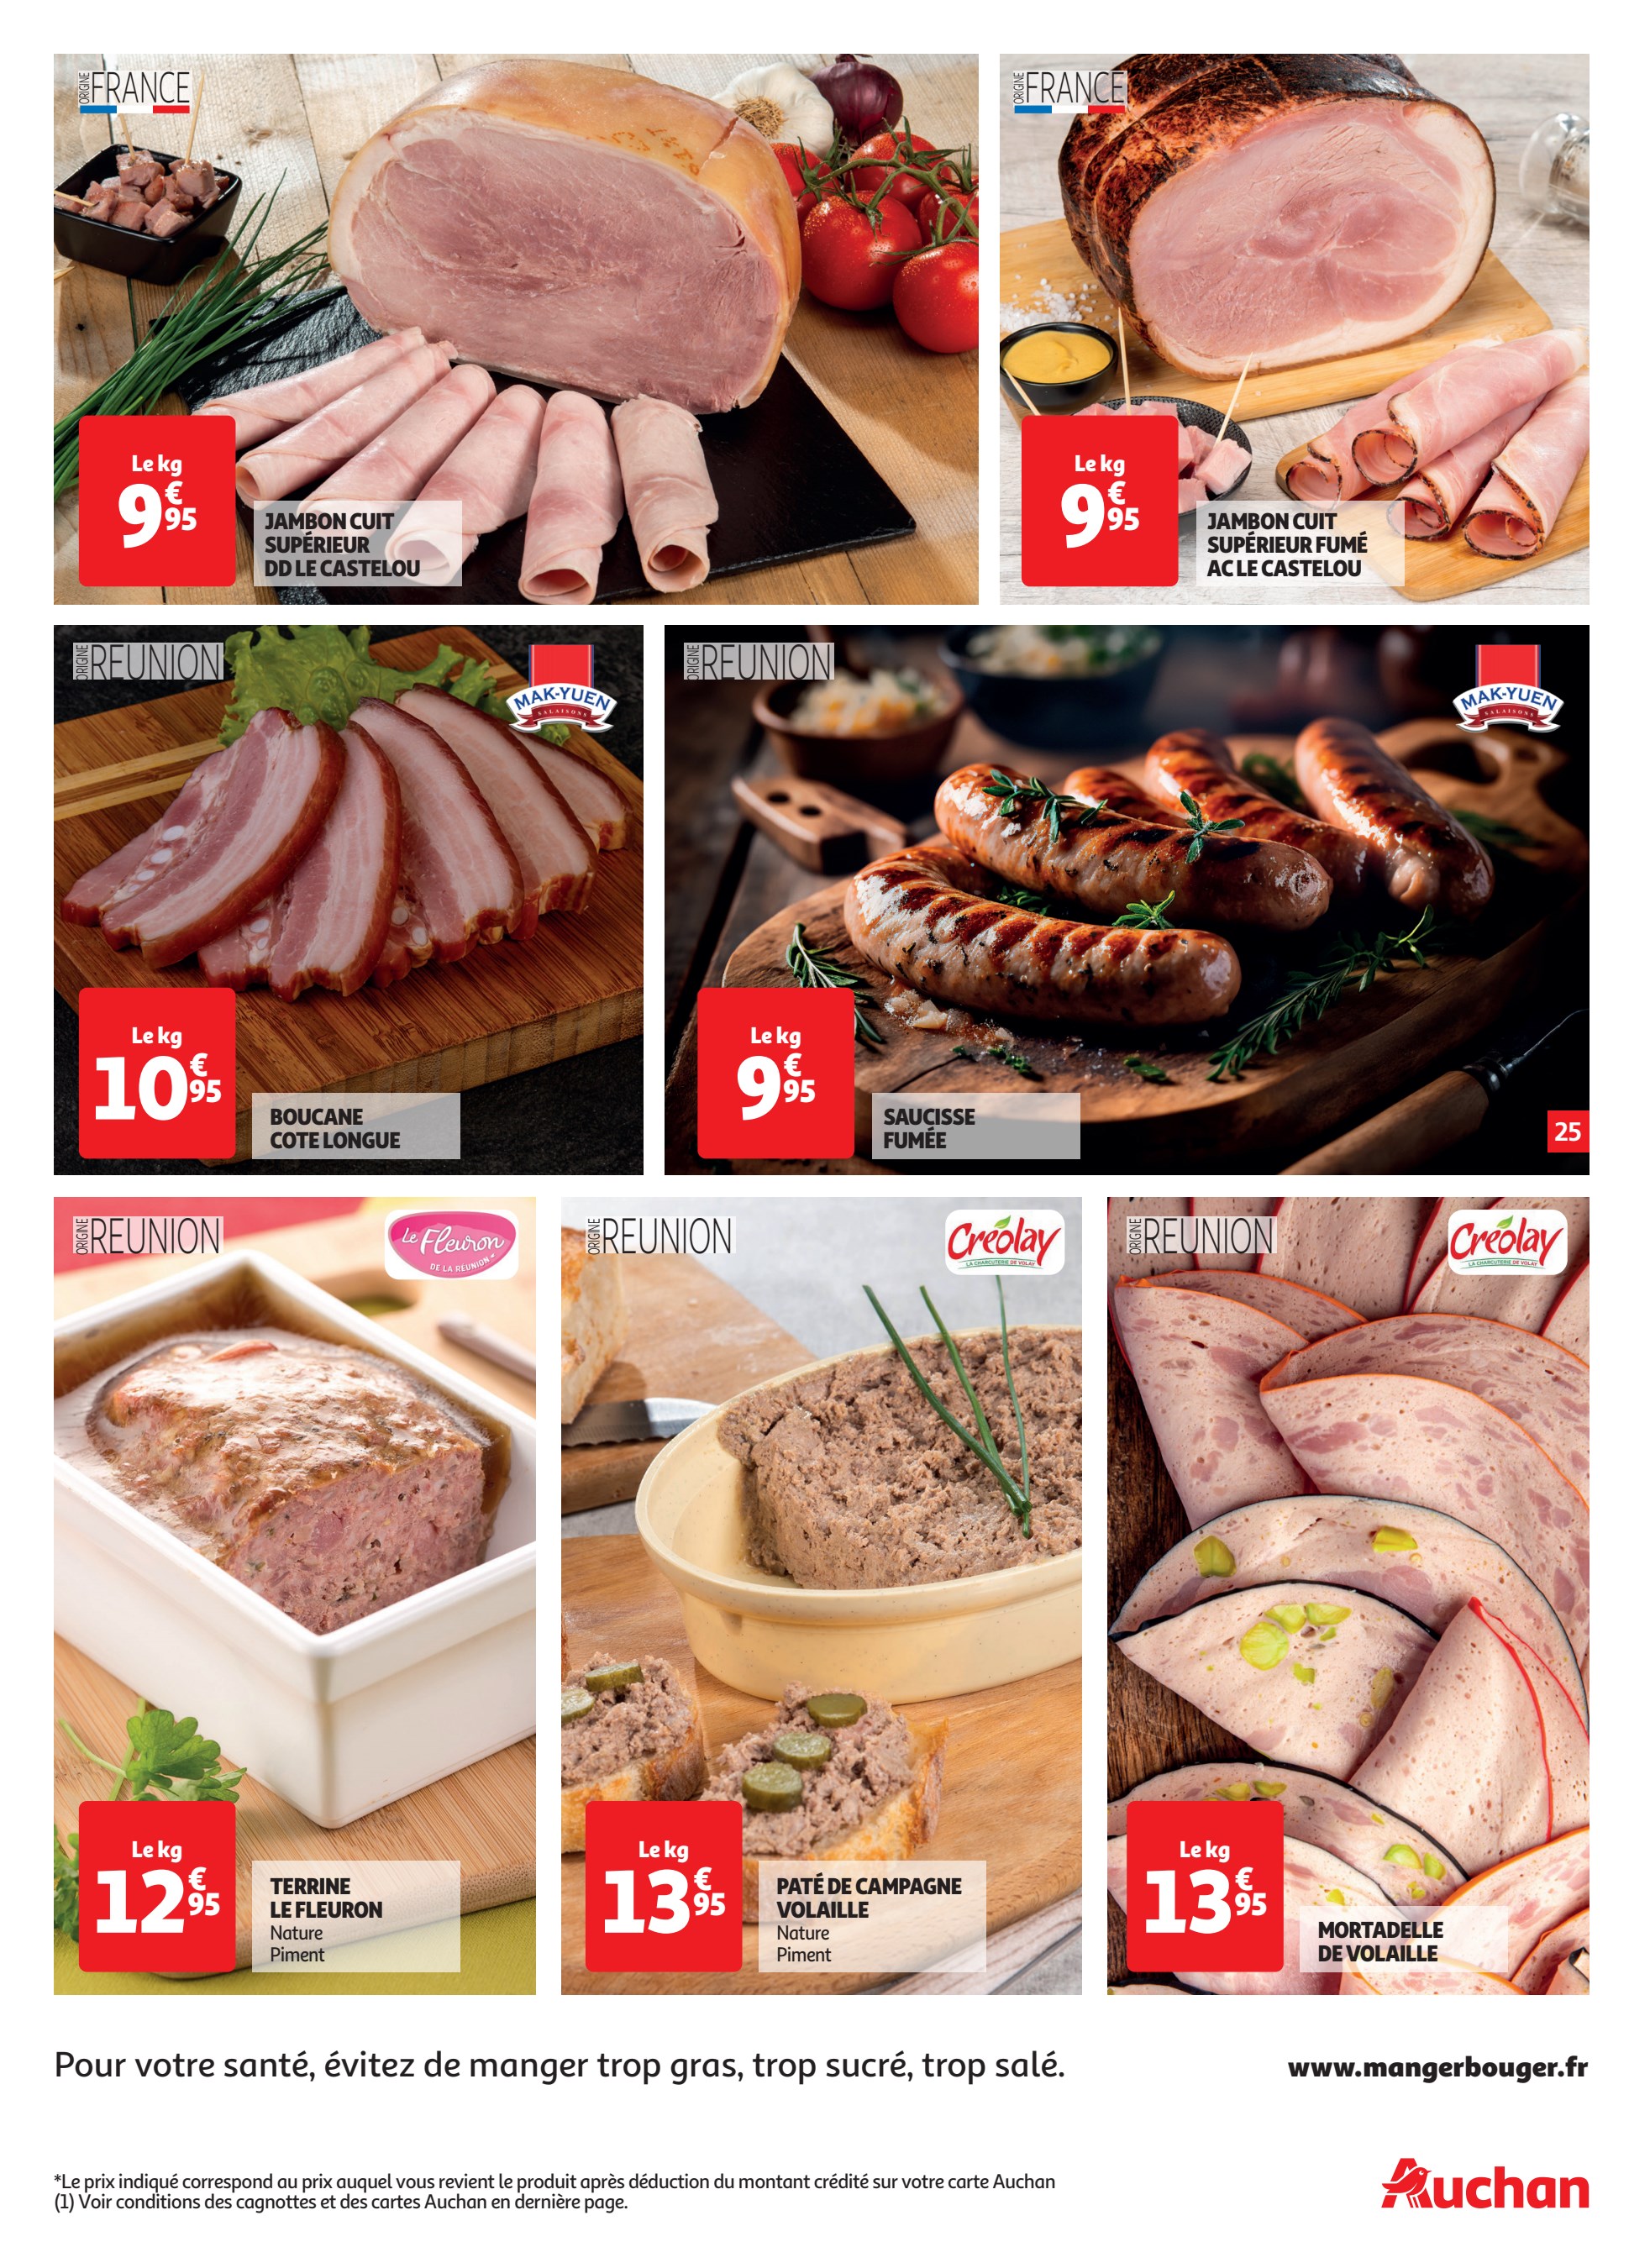 ORIGINE
FRANCE
Le kg
9€95
JAMBON CUIT
SUPÉRIEUR
DD LE CASTELOU
ORIGINE
FRANCE
Le kg
9€95
JAMBON CUIT
SUPÉRIEUR FUMÉ
AC LE CASTELOU
ORIGINE
REUNION
MAK-YUEN
SALAISONS
Le kg
10€95
BOUCANE
COTE LONGUE
ORIGINE
REUNION
MAK-YUEN
SALAISONS
Le kg
9€95
SAUCISSE
FUMÉE
25
ORIGINE
REUNION
Le Fleuron
DE LA RÉUNION
Le kg
12€95
TERRINE
LE FLEURON
Nature
Piment
ORIGINE
REUNION
Créolay
LA CHARCUTERIE DE VOLAY
Le kg
13€95
PATÉ DE CAMPAGNE
VOLAILLE
Nature
Piment
ORIGINE
REUNION
Créolay
LA CHARCUTERIE DE VOLAY
Le kg
13€95
MORTADELLE
DE VOLAILLE
Pour votre santé, évitez de manger trop gras, trop sucré, trop salé.
www.mangerbouger.fr
*Le prix indiqué correspond au prix auquel vous revient le produit après déduction du montant crédité sur votre carte Auchan
(1) Voir conditions des cagnottes et des cartes Auchan en dernière page.
Auchan